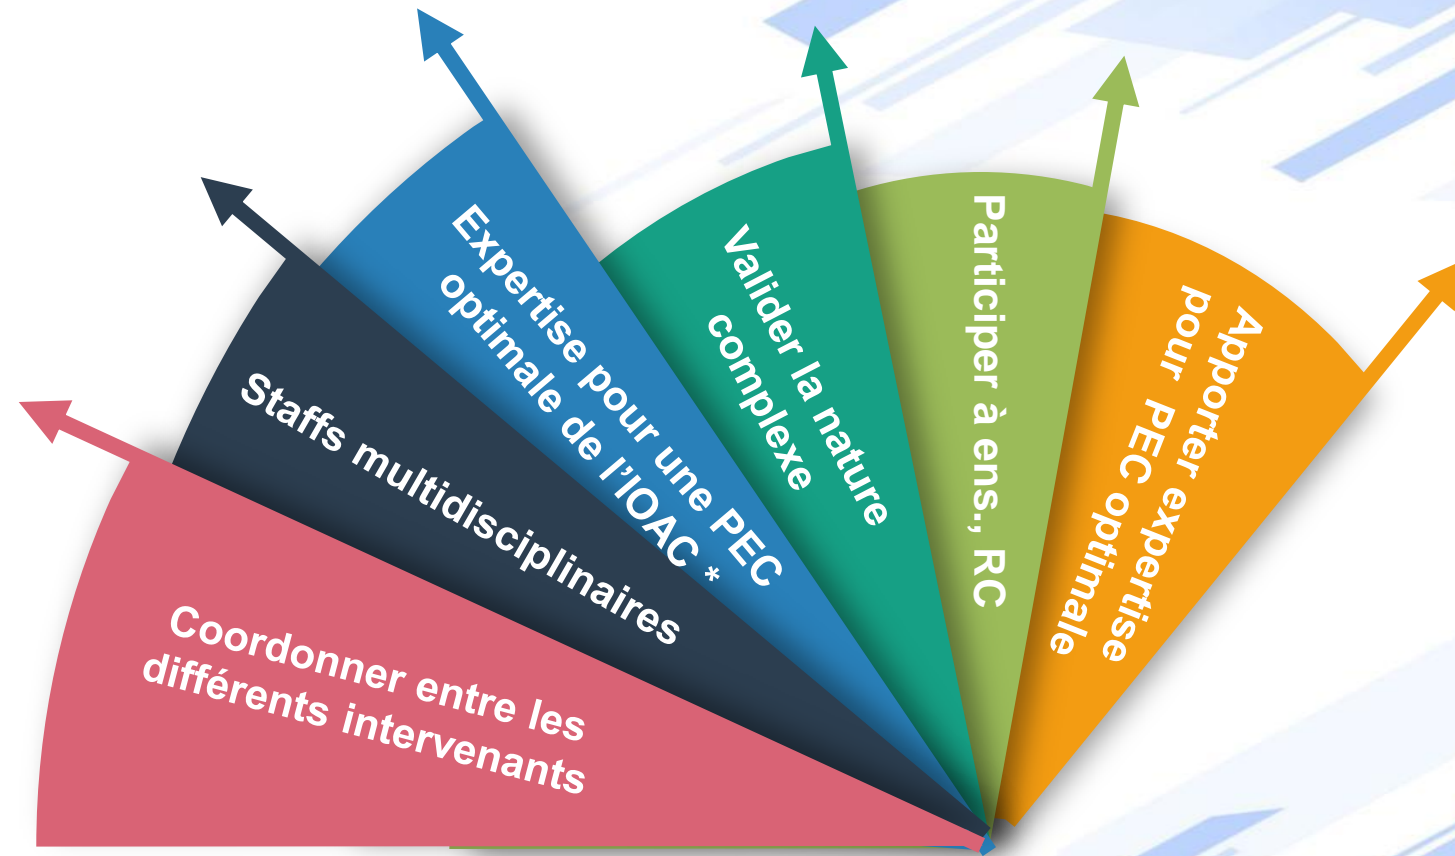 Coordonner entre les
différents intervenants
Staffs multidisciplinaires
Expertise pour une PEC
optimale de l’IOAC *
Valider la nature
complexe
Participer à ens., RC
Apporter expertise
pour PEC optimale